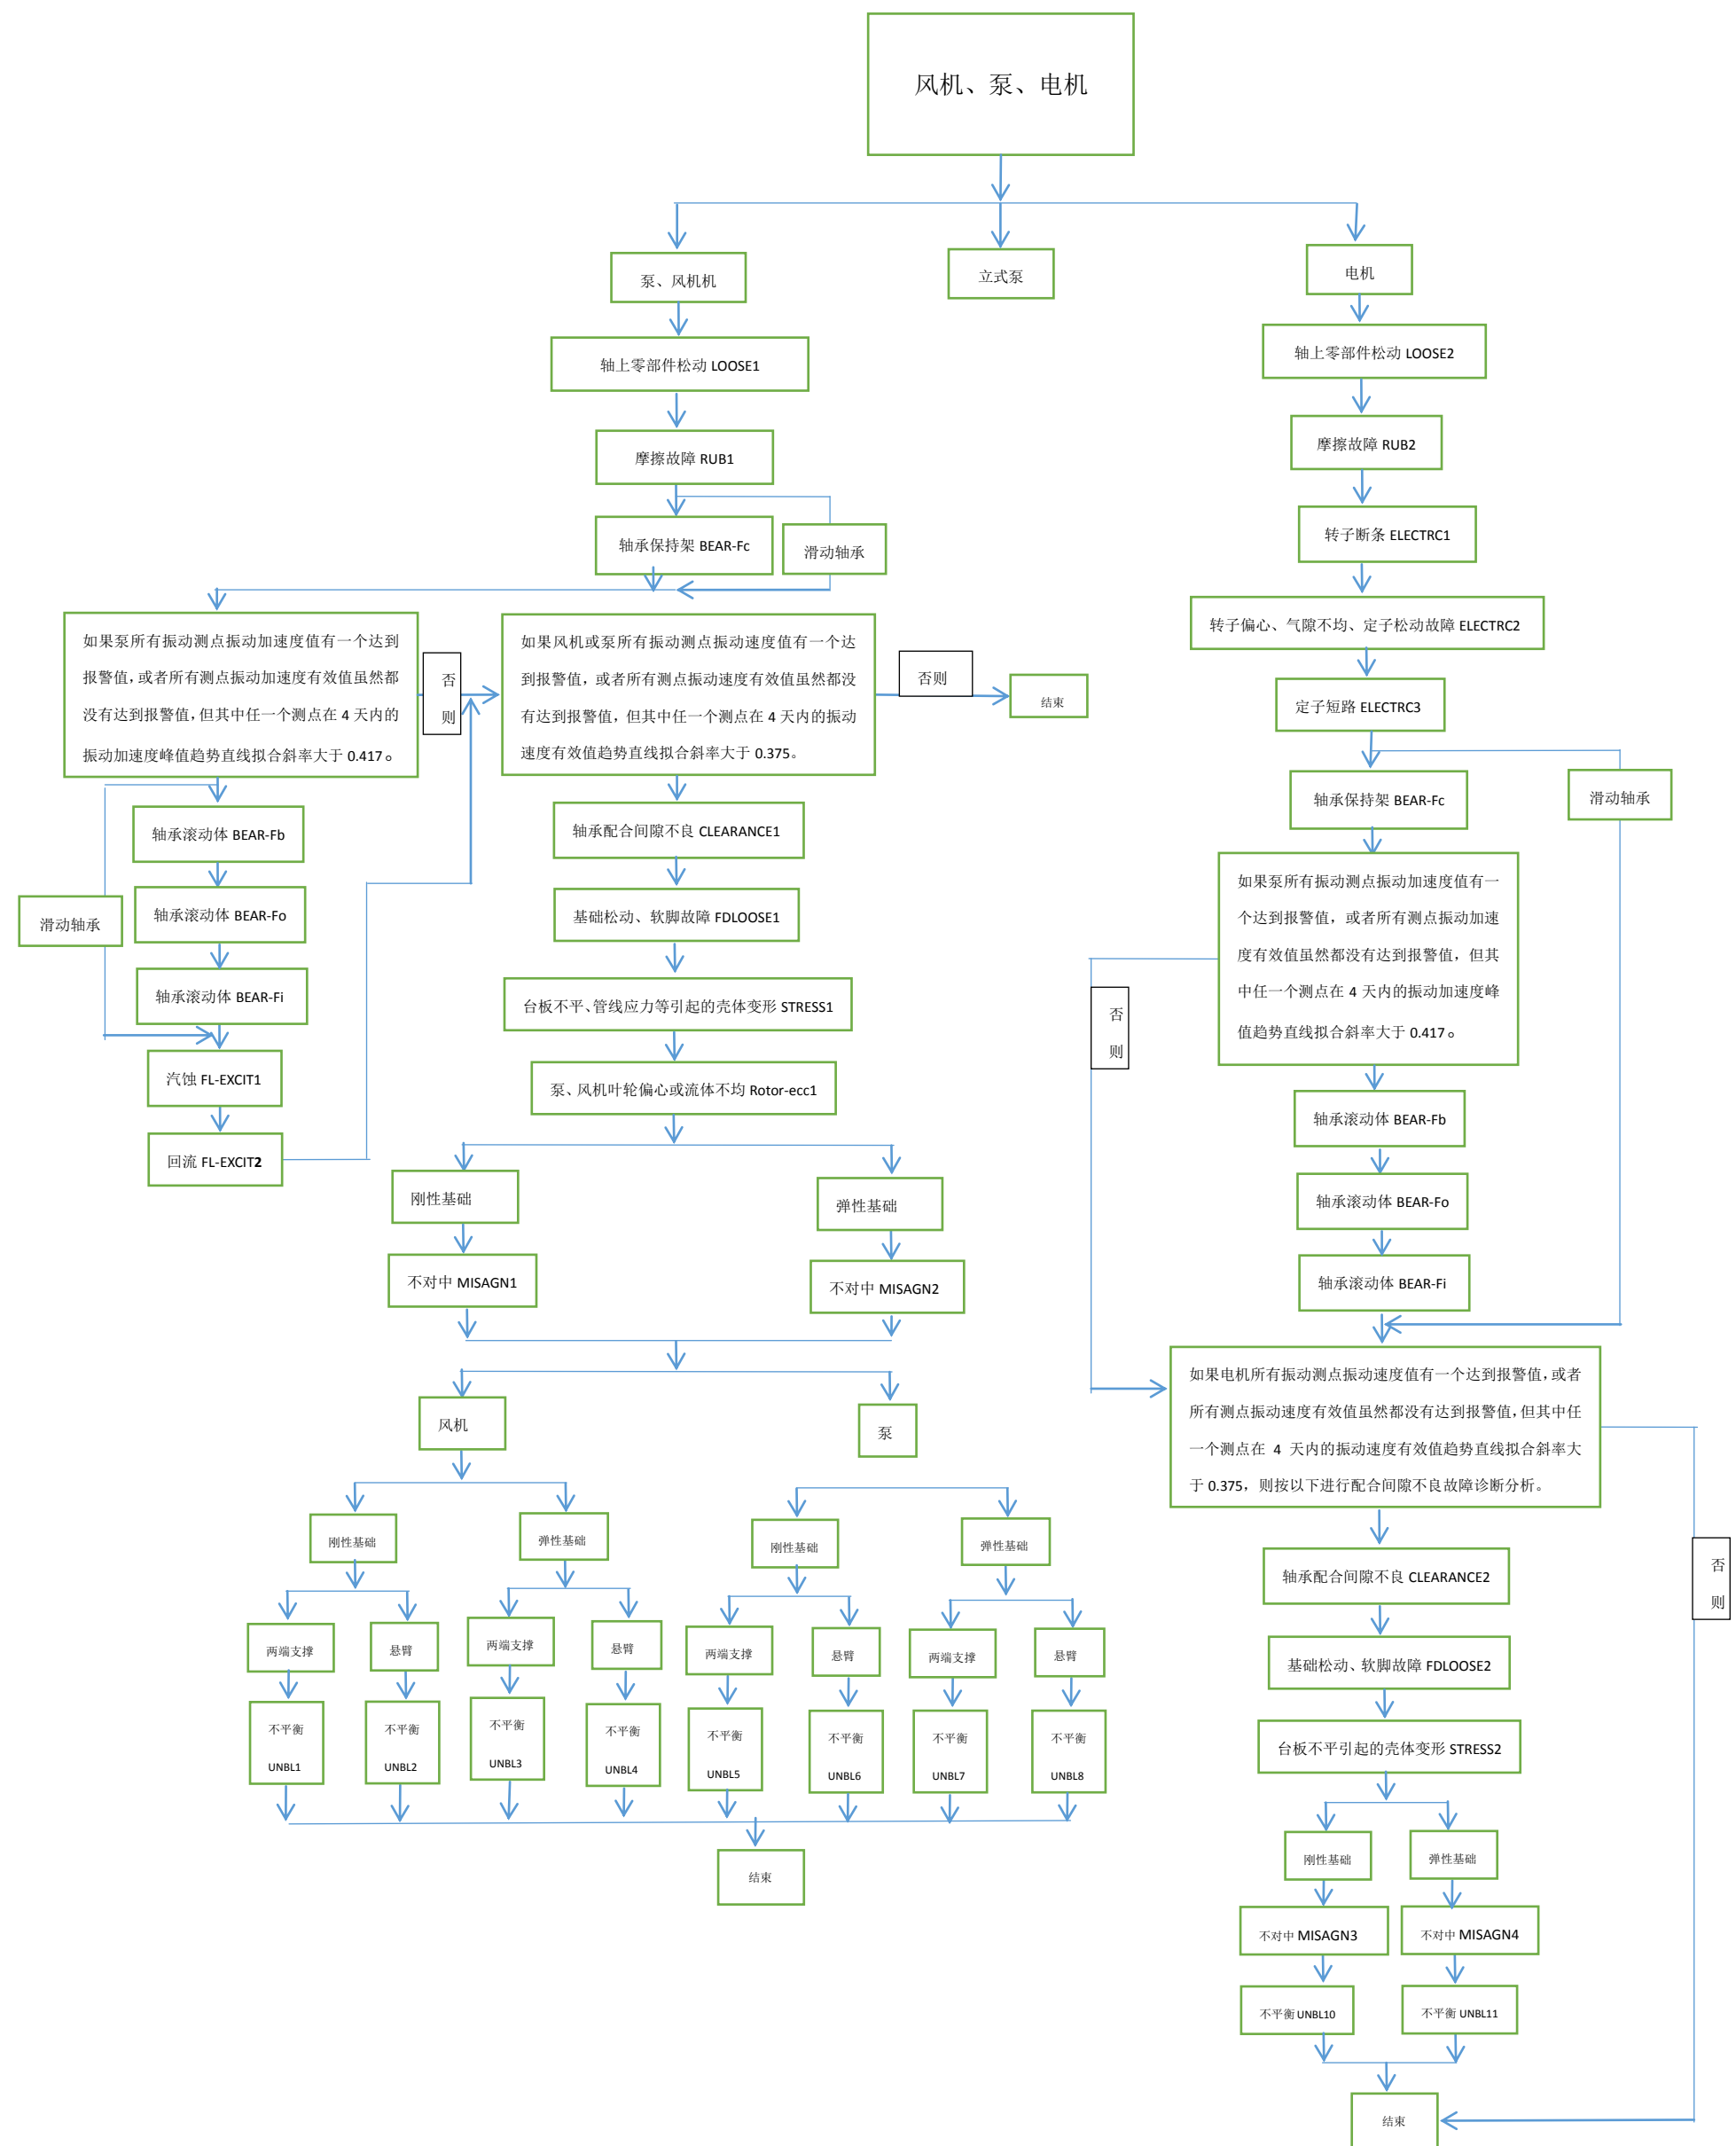 风机、泵、电机
泵、风机机
立式泵
电机
轴上零部件松动 LOOSE1
摩擦故障 RUB1
轴承保持架 BEAR-Fc
滑动轴承
如果泵所有振动测点振动加速度值有一个达到
报警值，或者所有测点振动加速度有效值虽然都
没有达到报警值，但其中任一个测点在 4 天内的
振动加速度峰值趋势直线拟合斜率大于 0.417。
否
则
如果风机或泵所有振动测点振动速度值有一个达
到报警值，或者所有测点振动速度有效值虽然都没
有达到报警值，但其中任一个测点在 4 天内的振动
速度有效值趋势直线拟合斜率大于 0.375。
否则
结束
轴承滚动体 BEAR-Fb
轴承滚动体 BEAR-Fo
滑动轴承
轴承滚动体 BEAR-Fi
汽蚀 FL-EXCIT1
回流 FL-EXCIT2
轴承配合间隙不良 CLEARANCE1
基础松动、软脚故障 FDLOOSE1
台板不平、管线应力等引起的壳体变形 STRESS1
泵、风机叶轮偏心或流体不均 Rotor-ecc1
刚性基础
弹性基础
不对中 MISAGN1
不对中 MISAGN2
风机
泵
刚性基础
弹性基础
刚性基础
弹性基础
两端支撑
悬臂
两端支撑
悬臂
两端支撑
悬臂
两端支撑
悬臂
不平衡
UNBL1
不平衡
UNBL2
不平衡
UNBL3
不平衡
UNBL4
不平衡
UNBL5
不平衡
UNBL6
不平衡
UNBL7
不平衡
UNBL8
结束
轴上零部件松动 LOOSE2
摩擦故障 RUB2
转子断条 ELECTRC1
转子偏心、气隙不均、定子松动故障 ELECTRC2
定子短路 ELECTRC3
轴承保持架 BEAR-Fc
滑动轴承
如果泵所有振动测点振动加速度值有一
个达到报警值，或者所有测点振动加速
度有效值虽然都没有达到报警值，但其
中任一个测点在 4 天内的振动加速度峰
值趋势直线拟合斜率大于 0.417。
否
则
轴承滚动体 BEAR-Fb
轴承滚动体 BEAR-Fo
轴承滚动体 BEAR-Fi
如果电机所有振动测点振动速度值有一个达到报警值，或者
所有测点振动速度有效值虽然都没有达到报警值，但其中任
一个测点在 4 天内的振动速度有效值趋势直线拟合斜率大
于 0.375，则按以下进行配合间隙不良故障诊断分析。
否
则
轴承配合间隙不良 CLEARANCE2
基础松动、软脚故障 FDLOOSE2
台板不平引起的壳体变形 STRESS2
刚性基础
弹性基础
不对中 MISAGN3
不对中 MISAGN4
不平衡 UNBL10
不平衡 UNBL11
结束